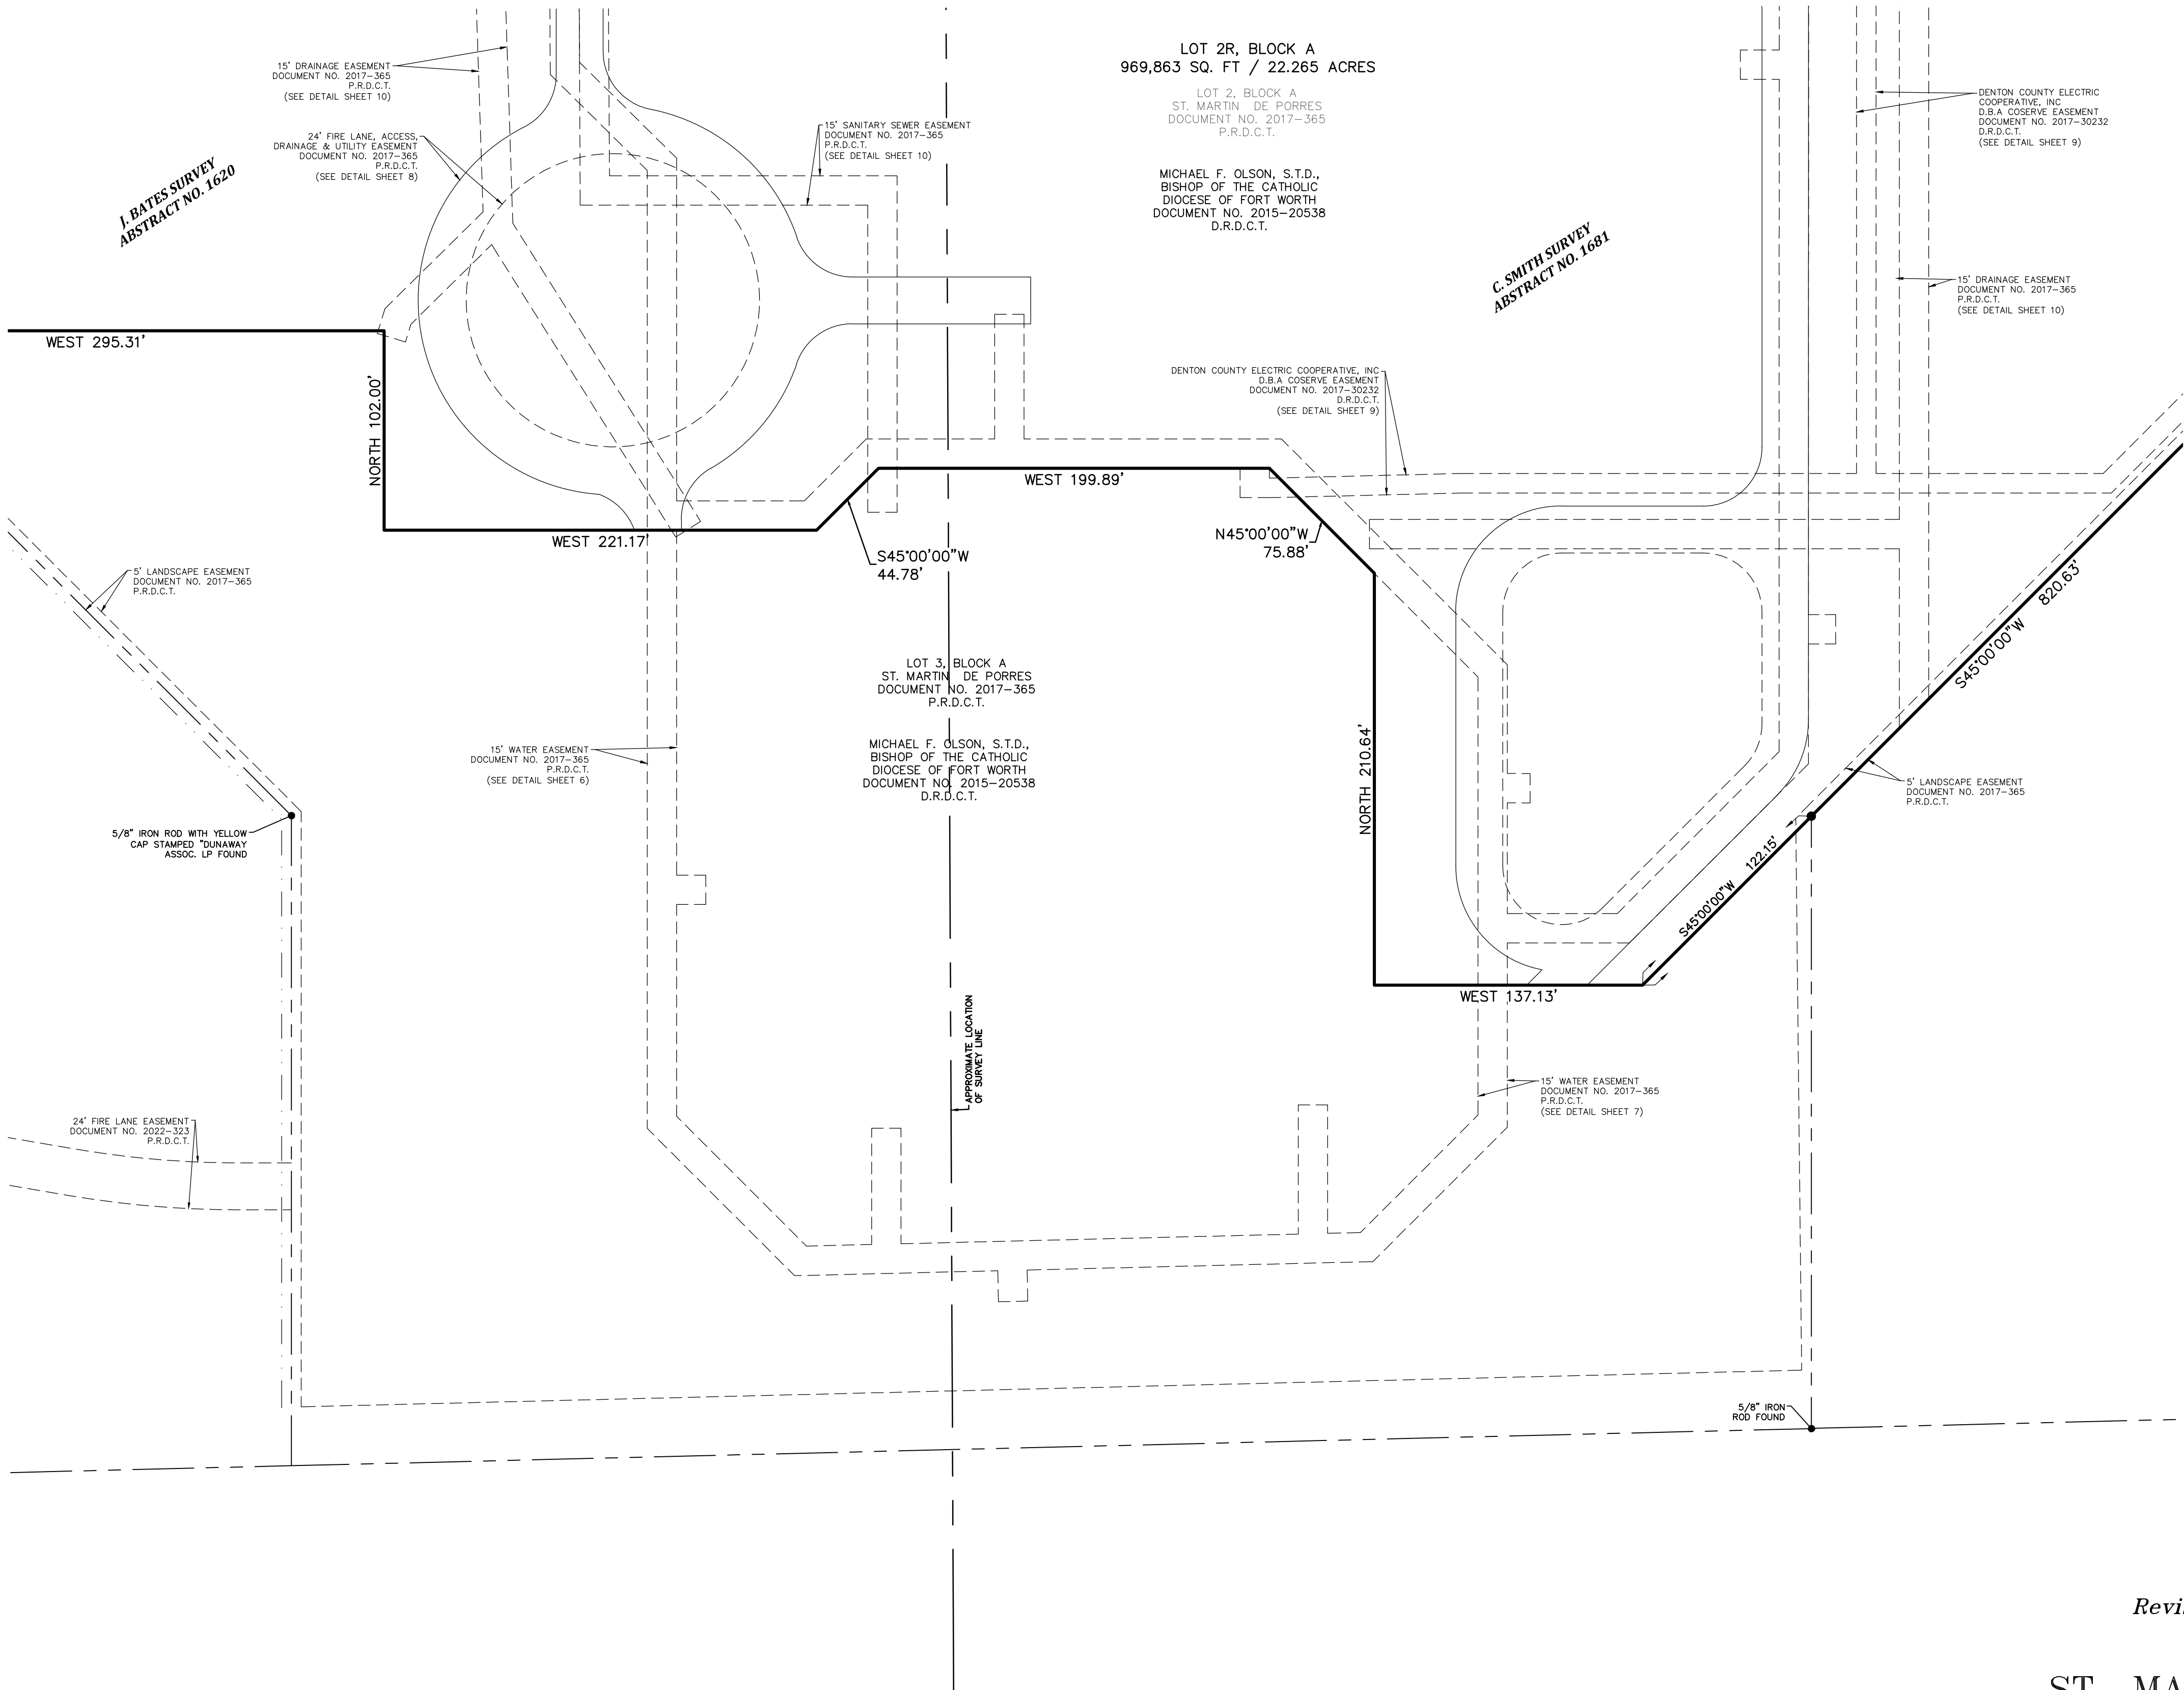 LOT 2R, BLOCK A
969,863 SQ. FT / 22.265 ACRES
LOT 2, BLOCK A
ST. MARTIN DE PORRES
DOCUMENT NO. 2017-365
P.R.D.C.T.
MICHAEL F. OLSON, S.T.D.,
BISHOP OF THE CATHOLIC
DIOCESE OF FORT WORTH
DOCUMENT NO. 2015-20538
D.R.D.C.T.
15' DRAINAGE EASEMENT
DOCUMENT NO. 2017-365
P.R.D.C.T.
(SEE DETAIL SHEET 10)
24' FIRE LANE, ACCESS,
DRAINAGE & UTILITY EASEMENT
DOCUMENT NO. 2017-365
P.R.D.C.T.
(SEE DETAIL SHEET 8)
J. BATES SURVEY
ABSTRACT NO. 1620
15' SANITARY SEWER EASEMENT
DOCUMENT NO. 2017-365
P.R.D.C.T.
(SEE DETAIL SHEET 10)
DENTON COUNTY ELECTRIC
COOPERATIVE, INC
D.B.A COSERVE EASEMENT
DOCUMENT NO. 2017-30232
D.R.D.C.T.
(SEE DETAIL SHEET 9)
C. SMITH SURVEY
ABSTRACT NO. 1681
15' DRAINAGE EASEMENT
DOCUMENT NO. 2017-365
P.R.D.C.T.
(SEE DETAIL SHEET 10)
WEST 295.31'
NORTH 102.00'
DENTON COUNTY ELECTRIC COOPERATIVE, INC
D.B.A COSERVE EASEMENT
DOCUMENT NO. 2017-30232
D.R.D.C.T.
(SEE DETAIL SHEET 9)
WEST 199.89'
WEST 221.17'
S45°00'00"W
44.78'
N45°00'00"W
75.88'
5' LANDSCAPE EASEMENT
DOCUMENT NO. 2017-365
P.R.D.C.T.
S45°00'00"W 820.63'
LOT 3, BLOCK A
ST. MARTIN DE PORRES
DOCUMENT NO. 2017-365
P.R.D.C.T.
MICHAEL F. OLSON, S.T.D.,
BISHOP OF THE CATHOLIC
DIOCESE OF FORT WORTH
DOCUMENT NO. 2015-20538
D.R.D.C.T.
15' WATER EASEMENT
DOCUMENT NO. 2017-365
P.R.D.C.T.
(SEE DETAIL SHEET 6)
NORTH 210.64'
5' LANDSCAPE EASEMENT
DOCUMENT NO. 2017-365
P.R.D.C.T.
5/8" IRON ROD WITH YELLOW
CAP STAMPED "DUNAWAY
ASSOC. LP FOUND
S45°00'00"W 122.15'
WEST 137.13'
APPROXIMATE LOCATION
OF SURVEY LINE
15' WATER EASEMENT
DOCUMENT NO. 2017-365
P.R.D.C.T.
(SEE DETAIL SHEET 7)
24' FIRE LANE EASEMENT
DOCUMENT NO. 2022-323
P.R.D.C.T.
5/8" IRON
ROD FOUND